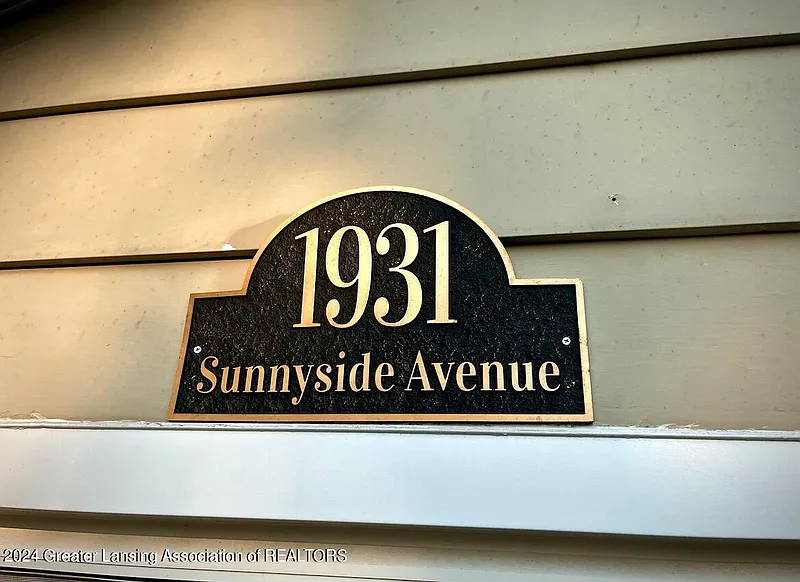 1931
Sunnyside Avenue
2024 Greater Lansing Association of REALTORS